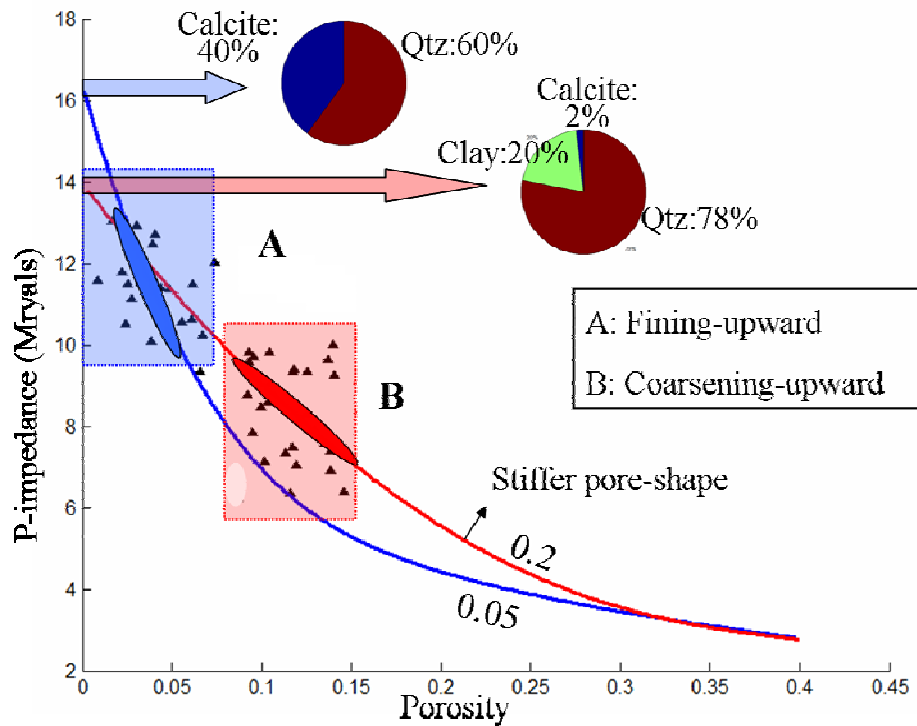 18
16
14
12
10
8
6
4
2
P-impedance (Mryals)
Calcite:
40%
Qtz:60%
Calcite:
2%
Clay:20%
Qtz:78%
A
B
A: Fining-upward
B: Coarsening-upward
Stiffer pore-shape
0.2
0.05
0
0.05
0.1
0.15
0.2
0.25
0.3
0.35
0.4
0.45
Porosity